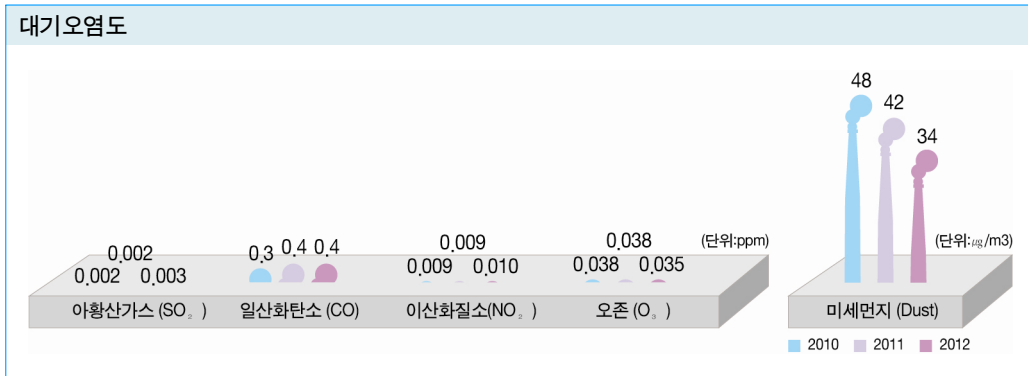 대기오염도
48
42
34
0.002
0.002 0.003
0.3 0.4 0.4
0.009
0.009 0.010
0.038
0.038 0.035
(단위:ppm)
(단위:㎍/m3)
아황산가스 (SO₂)
일산화탄소 (CO)
이산화질소(NO₂)
오존 (O₃)
미세먼지 (Dust)
2010 2011 2012